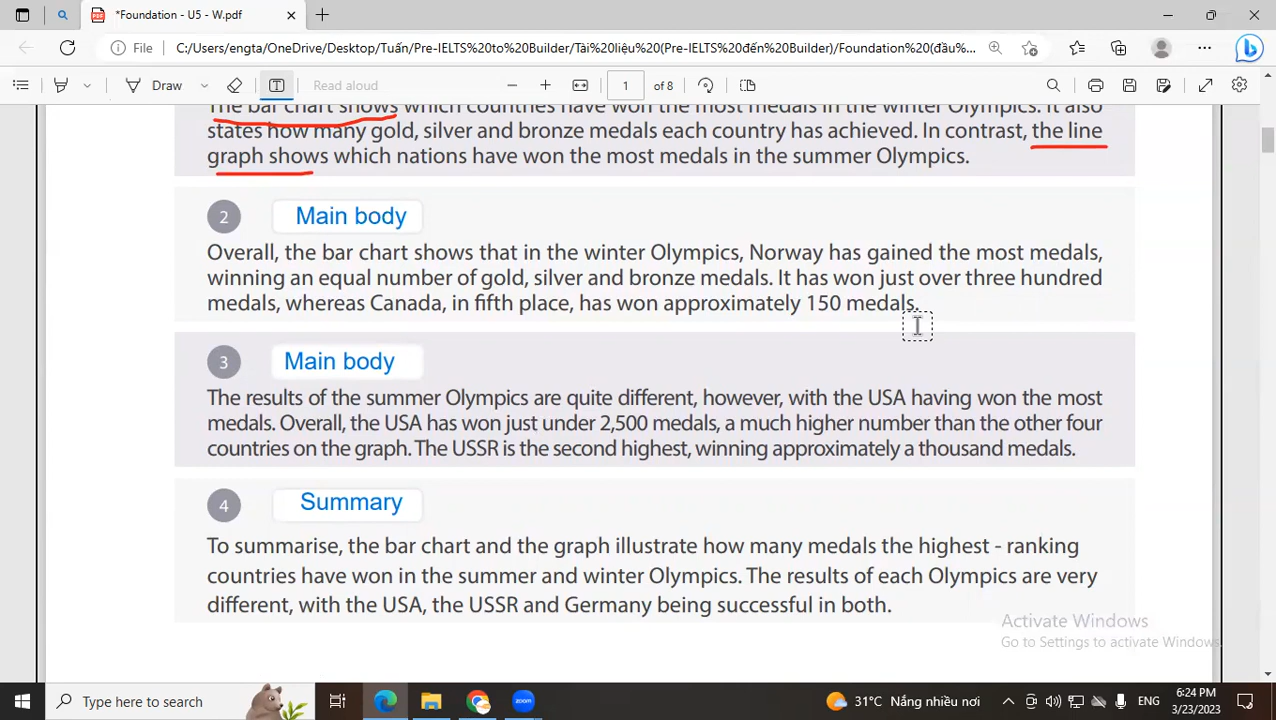 *Foundation - U5 - W.pdf
File
C:/Users/engta/OneDrive/Desktop/Tuấn/Pre-IELTS%20to%20Builder/Tài%20liệu%20(Pre-IELTS%20đến%20Builder)/Foundation%20(đầu%...
Draw
Read aloud
1
of 8
The bar chart shows which countries have won the most medals in the winter Olympics. It also
states how many gold, silver and bronze medals each country has achieved. In contrast, the line
graph shows which nations have won the most medals in the summer Olympics.
2
Main body
Overall, the bar chart shows that in the winter Olympics, Norway has gained the most medals,
winning an equal number of gold, silver and bronze medals. It has won just over three hundred
medals, whereas Canada, in fifth place, has won approximately 150 medals.
3
Main body
The results of the summer Olympics are quite different, however, with the USA having won the most
medals. Overall, the USA has won just under 2,500 medals, a much higher number than the other four
countries on the graph. The USSR is the second highest, winning approximately a thousand medals.
4
Summary
To summarise, the bar chart and the graph illustrate how many medals the highest - ranking
countries have won in the summer and winter Olympics. The results of each Olympics are very
different, with the USA, the USSR and Germany being successful in both.
Activate Windows
Go to Settings to activate Windows.
Type here to search
zoom
31°C Nắng nhiều nơi
ENG
6:24 PM
3/23/2023